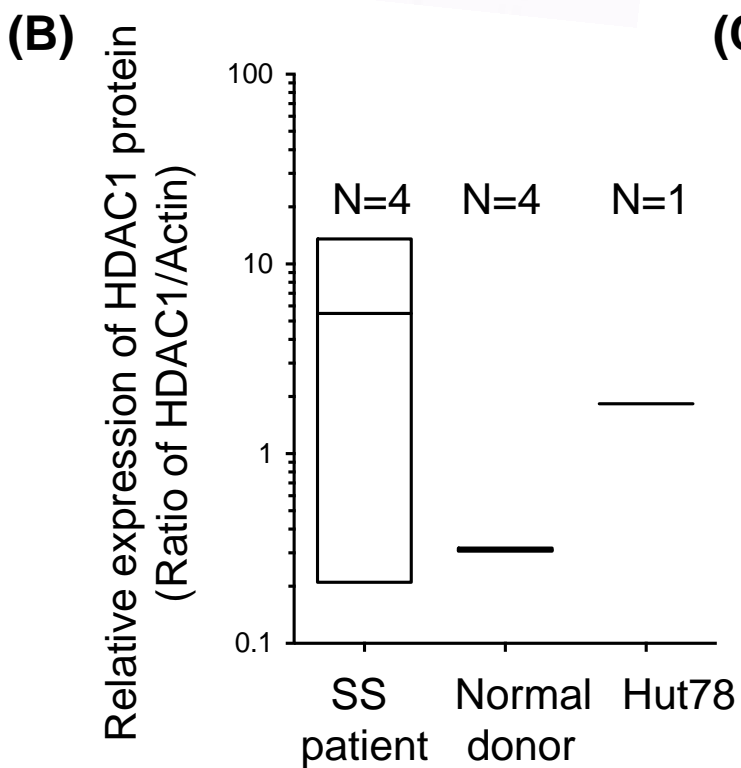 (B)
(C
Relative expression of HDAC1 protein
(Ratio of HDAC1/Actin)
100
10
1
0.1
N=4
N=4
N=1
SS
patient
Normal
donor
Hut78